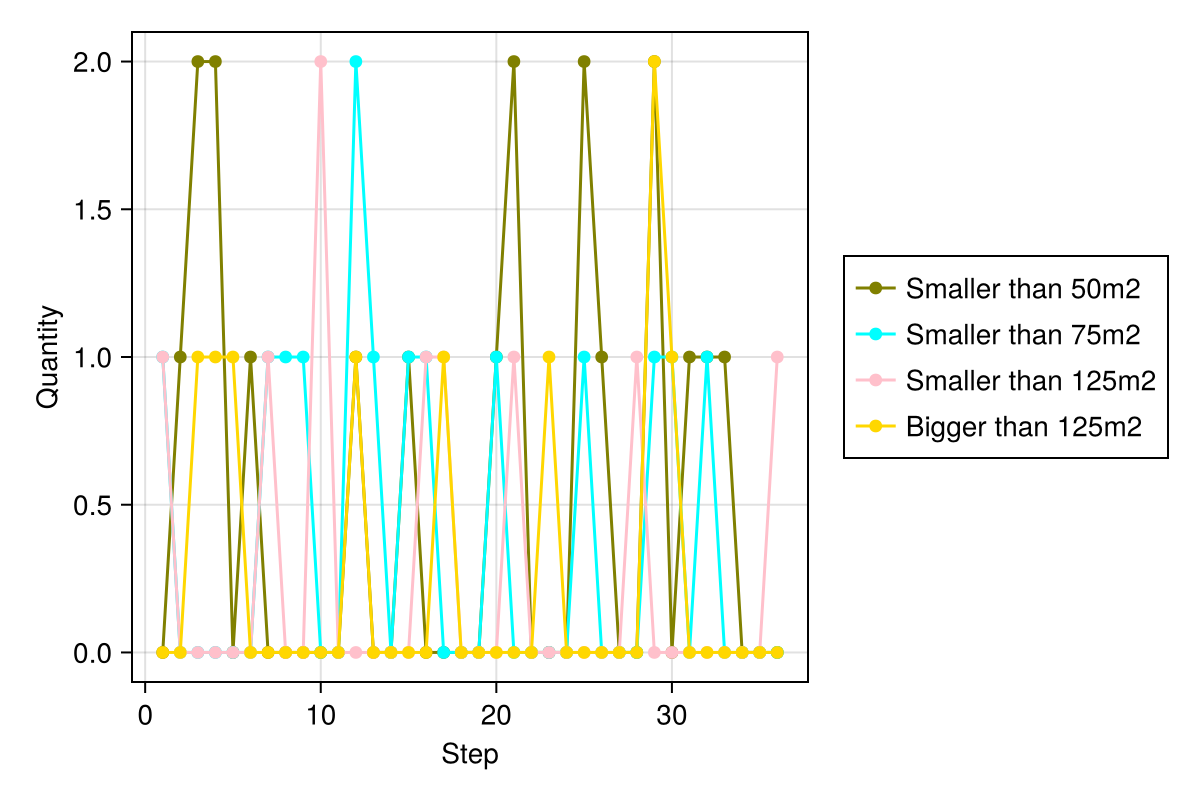 2.0
1.5
1.0
0.5
0.0
Quantity
0 10 20 30
Step
Smaller than 50m2
Smaller than 75m2
Smaller than 125m2
Bigger than 125m2